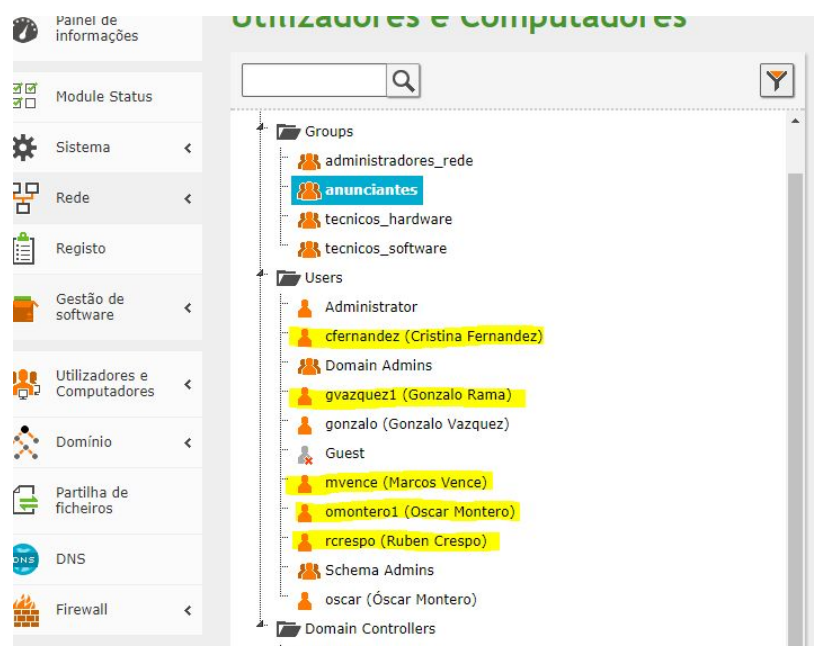 Utilizadores e Computadores
Painel de
informações
Module Status
Sistema
Rede
Registo
Gestão de
software
Utilizadores e
Computadores
Domínio
Partilha de
ficheiros
DNS
DNS
Firewall
Groups
administradores_rede
anunciantes
tecnicos_hardware
tecnicos_software
Users
Administrator
cfernandez (Cristina Fernandez)
Domain Admins
gvazquez1 (Gonzalo Rama)
gonzalo (Gonzalo Vazquez)
Guest
mvence (Marcos Vence)
omontero1 (Oscar Montero)
rcrespo (Ruben Crespo)
Schema Admins
oscar (Óscar Montero)
Domain Controllers